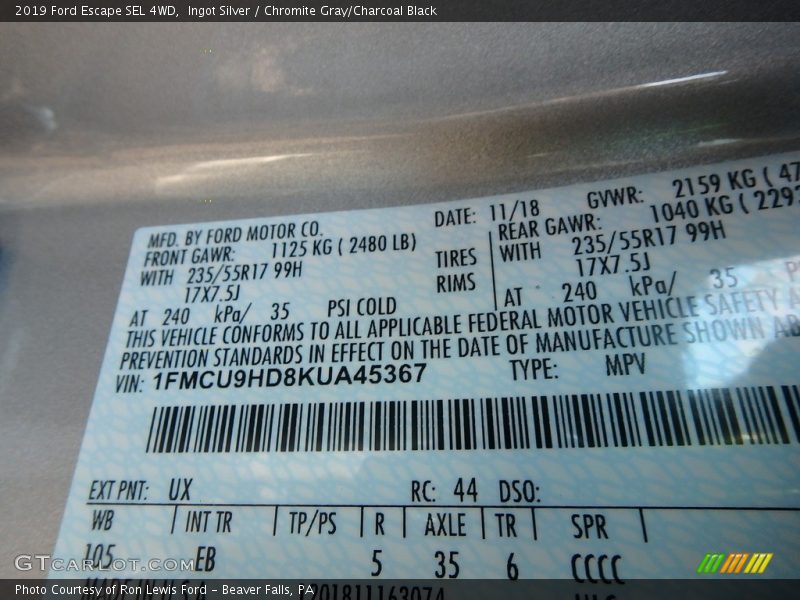 2019 Ford Escape SEL 4WD, Ingot Silver / Chromite Gray/Charcoal Black
MFD. BY FORD MOTOR CO. DATE: 11/18 GVWR: 2159 KG ( 47
FRONT GAWR: 1125 KG ( 2480 LB) REAR GAWR: 1040 KG ( 2293
WITH 235/55R17 99H TIRES WITH 235/55R17 99H
17X7.5J RIMS 17X7.5J
AT 240 kPa/ 35 PSI COLD AT 240 kPa/ 35 P
THIS VEHICLE CONFORMS TO ALL APPLICABLE FEDERAL MOTOR VEHICLE SAFETY A
PREVENTION STANDARDS IN EFFECT ON THE DATE OF MANUFACTURE SHOWN AB
VIN: 1FMCU9HD8KUA45367 TYPE: MPV
EXT PNT: UX RC: 44 DSO:
WB INT TR TP/PS R AXLE TR SPR
105 EB 5 35 6 CCCC
GTCarLot.com
Photo Courtesy of Ron Lewis Ford - Beaver Falls, PA